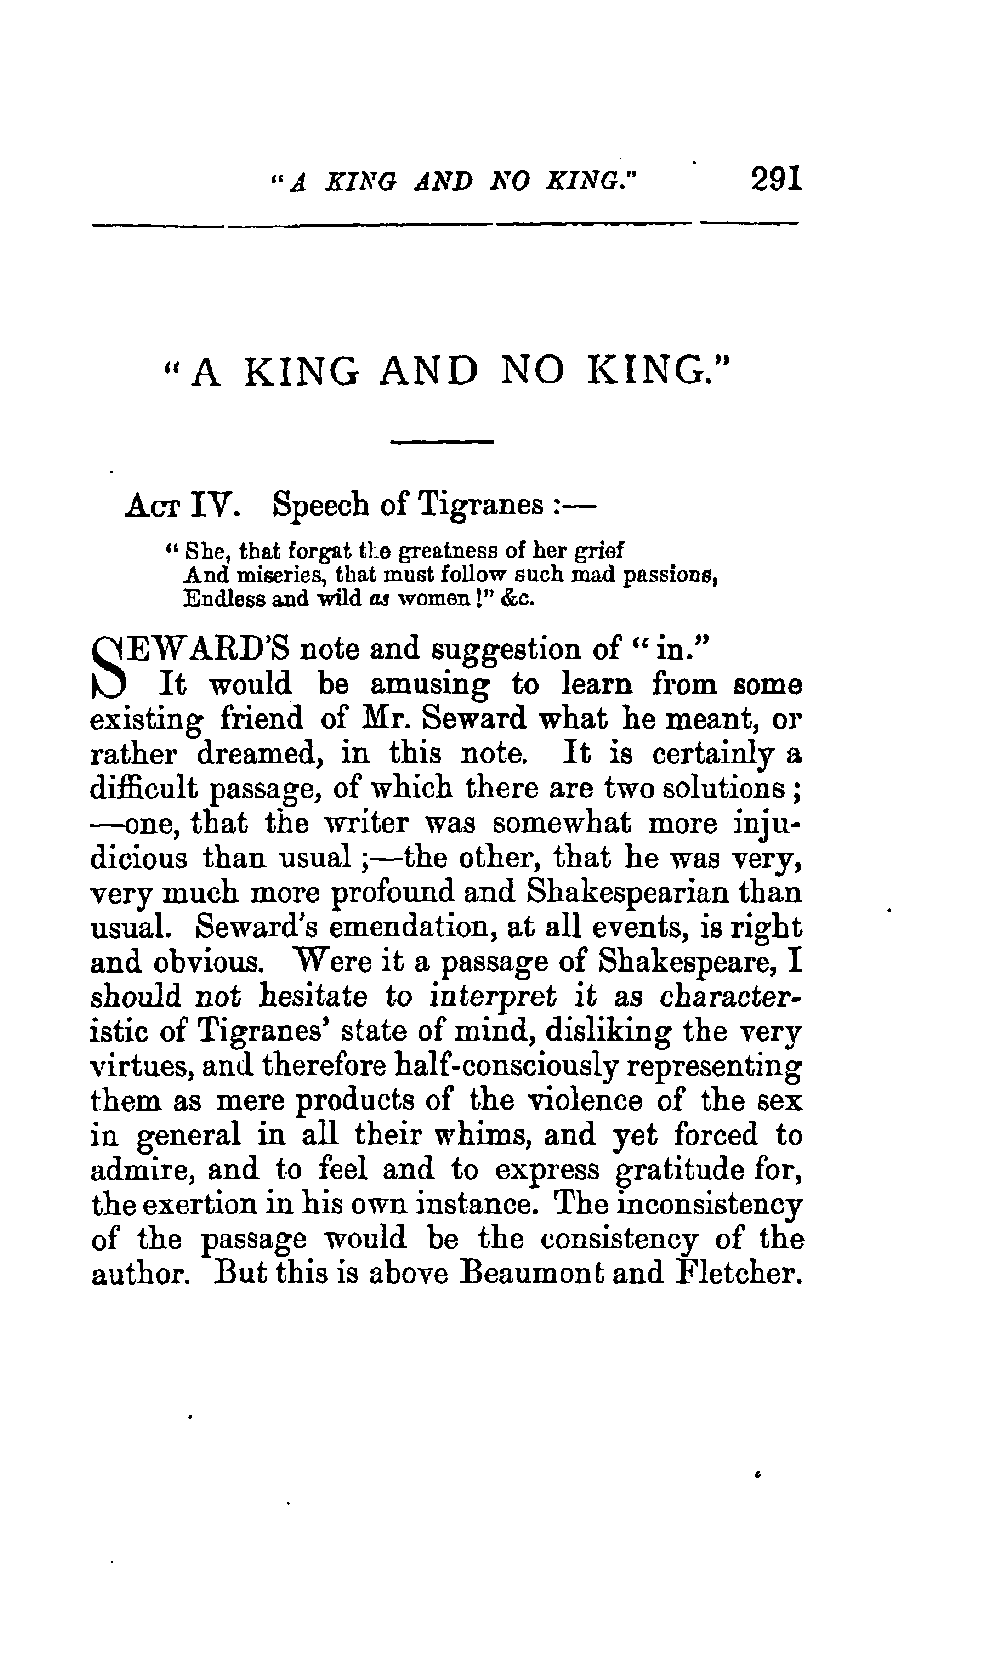 "A KING AND NO KING." 291
"A KING AND NO KING."
ACT IV. Speech of Tigranes :—
"She, that forgat the greatness of her grief
And miseries, that must follow such mad passions,
Endless and wild as women!" &c.
SEWARD'S note and suggestion of "in."
It would be amusing to learn from some
existing friend of Mr. Seward what he meant, or
rather dreamed, in this note. It is certainly a
difficult passage, of which there are two solutions;
—one, that the writer was somewhat more inju-
dicious than usual;—the other, that he was very,
very much more profound and Shakespearian than
usual. Seward's emendation, at all events, is right
and obvious. Were it a passage of Shakespeare, I
should not hesitate to interpret it as character-
istic of Tigranes' state of mind, disliking the very
virtues, and therefore half-consciously representing
them as mere products of the violence of the sex
in general in all their whims, and yet forced to
admire, and to feel and to express gratitude for,
the exertion in his own instance. The inconsistency
of the passage would be the consistency of the
author. But this is above Beaumont and Fletcher.